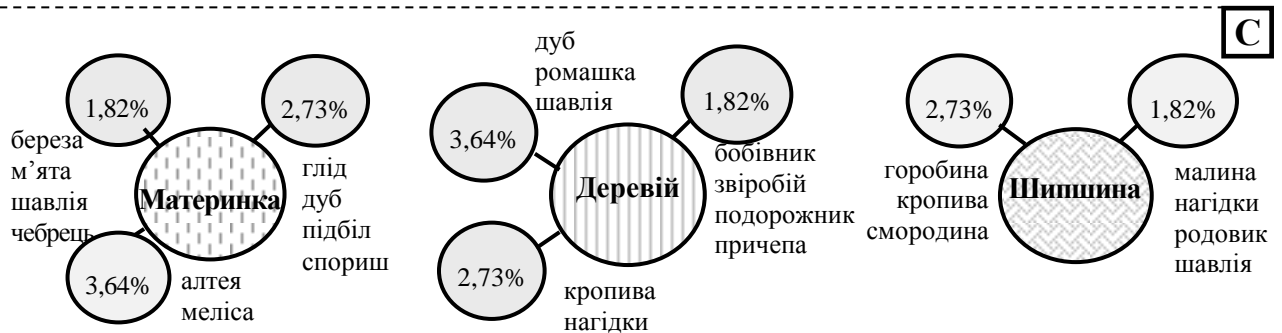 С
1,82%
2,73%
береза
м’ята
шавлія
чебрець
Материнка
глід
дуб
підбіл
спориш
3,64%
алтея
меліса
дуб
ромашка
шавлія
3,64%
1,82%
Деревій
бобівник
звіробій
подорожник
причепа
2,73%
кропива
нагідки
2,73%
1,82%
горобина
кропива
смородина
Шипшина
малина
нагідки
родовик
шавлія